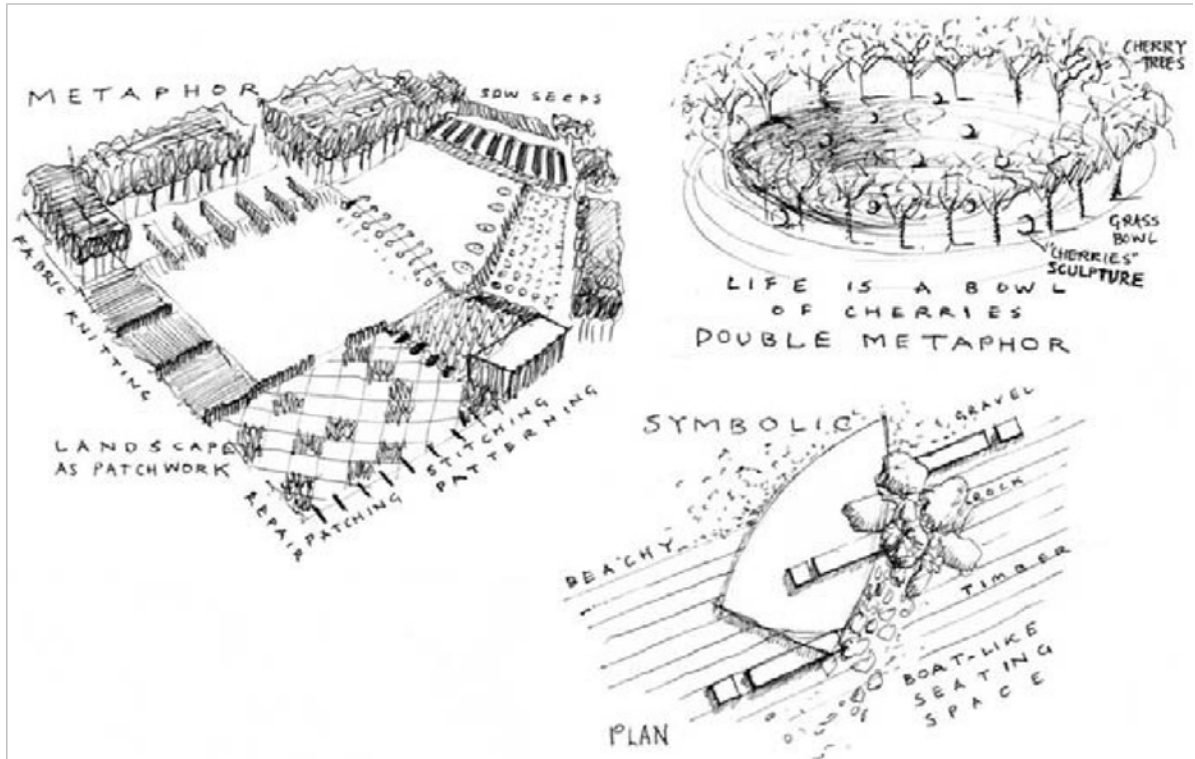 METAPHOR
SOW SEEDS
FABRIC KNITTING
LANDSCAPE
AS PATCHWORK
REPAIR
PATCHING
STITCHING
PATTERNING
CHERRY
TREES
GRASS
BOWL
"CHERRIES"
SCULPTURE
LIFE IS A BOWL
OF CHERRIES
DOUBLE METAPHOR
SYMBOLIC
GRAVEL
ROCK
BEACHY
TIMBER
BOAT-LIKE
SEATING
SPACE
PLAN